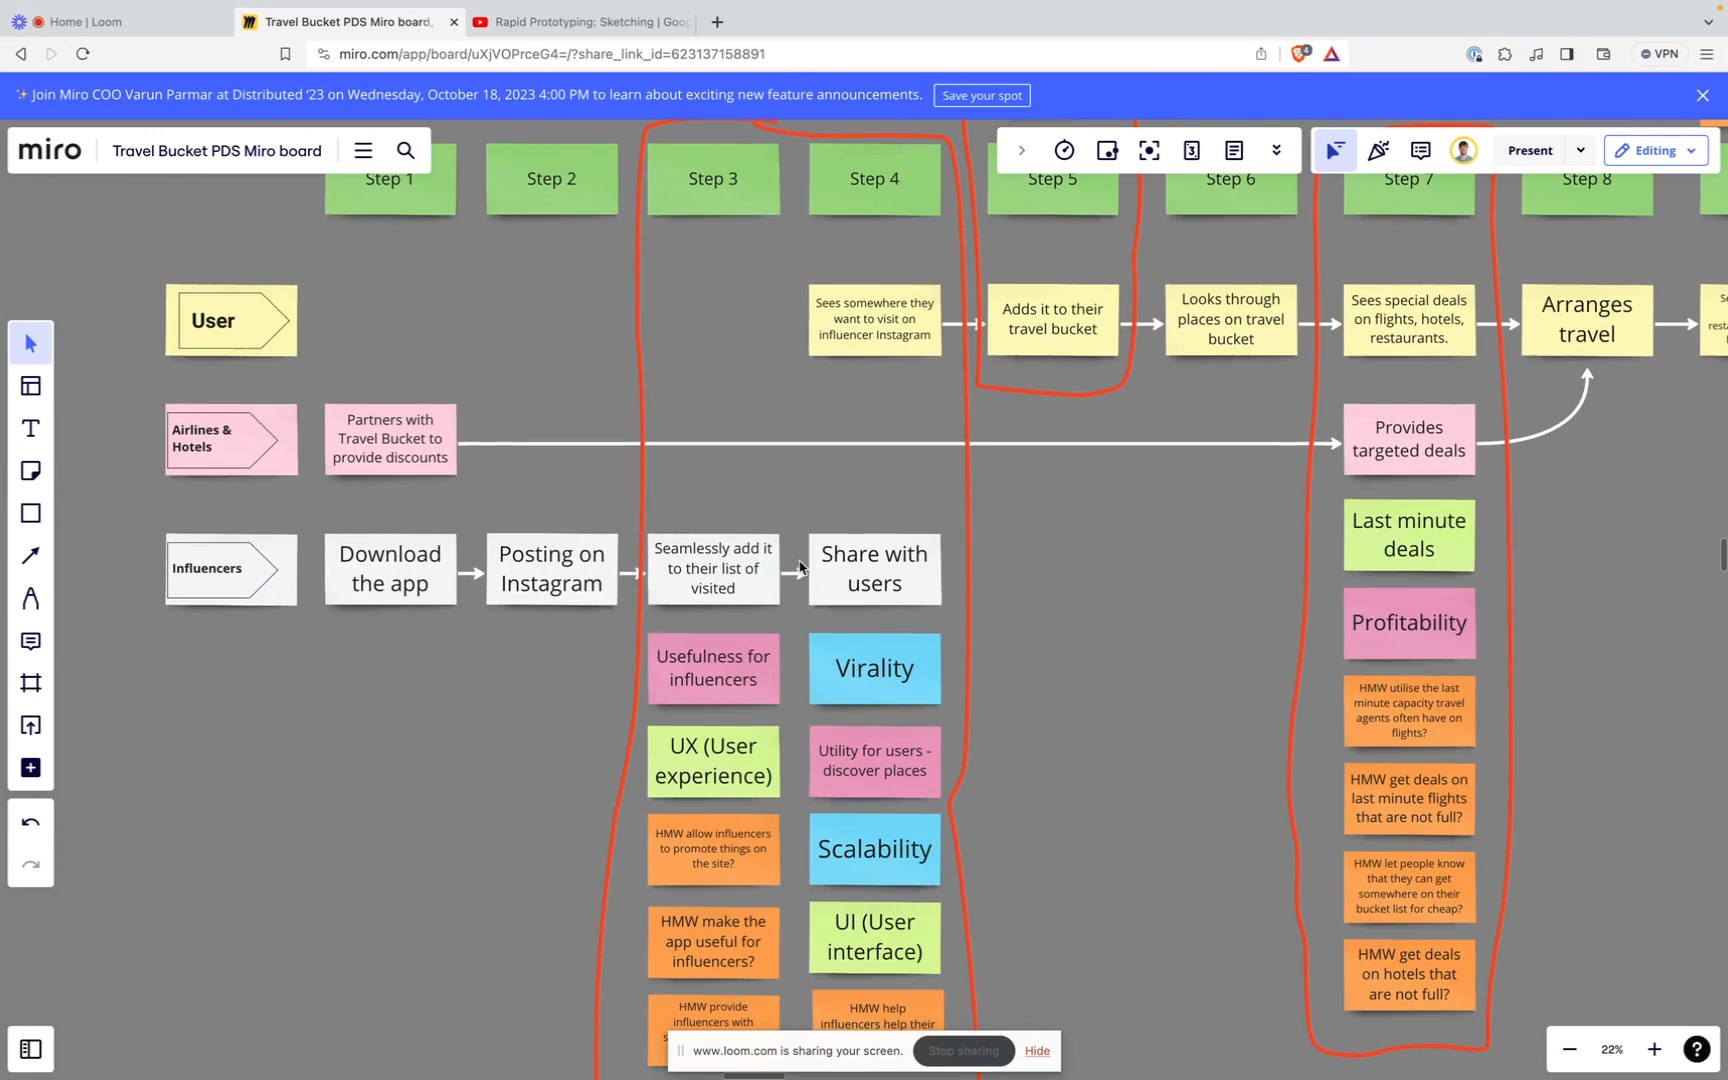 Home | Loom
Travel Bucket PDS Miro board,
Rapid Prototyping: Sketching | Goo
miro.com/app/board/uXjVOPrceG4=/?share_link_id=623137158891
4
VPN
Join Miro COO Varun Parmar at Distributed '23 on Wednesday, October 18, 2023 4:00 PM to learn about exciting new feature announcements.
Save your spot
miro
Travel Bucket PDS Miro board
3
Present
Editing
Step 1
Step 2
Step 3
Step 4
Step 5
Step 6
Step 7
Step 8
User
Sees somewhere they
want to visit on
influencer Instagram
Adds it to their
travel bucket
Looks through
places on travel
bucket
Sees special deals
on flights, hotels,
restaurants.
Arranges
travel
Airlines &
Hotels
Partners with
Travel Bucket to
provide discounts
Provides
targeted deals
Influencers
Download
the app
Posting on
Instagram
Seamlessly add it
to their list of
visited
Share with
users
Last minute
deals
Usefulness for
influencers
Virality
Profitability
UX (User
experience)
Utility for users -
discover places
HMW utilise the last
minute capacity travel
agents often have on
flights?
HMW allow influencers
to promote things on
the site?
Scalability
HMW get deals on
last minute flights
that are not full?
HMW make the
app useful for
influencers?
UI (User
interface)
HMW let people know
that they can get
somewhere on their
bucket list for cheap?
HMW get deals
on hotels that
are not full?
HMW provide
influencers with
HMW help
influencers help their
www.loom.com is sharing your screen.
Stop sharing
Hide
22%
?